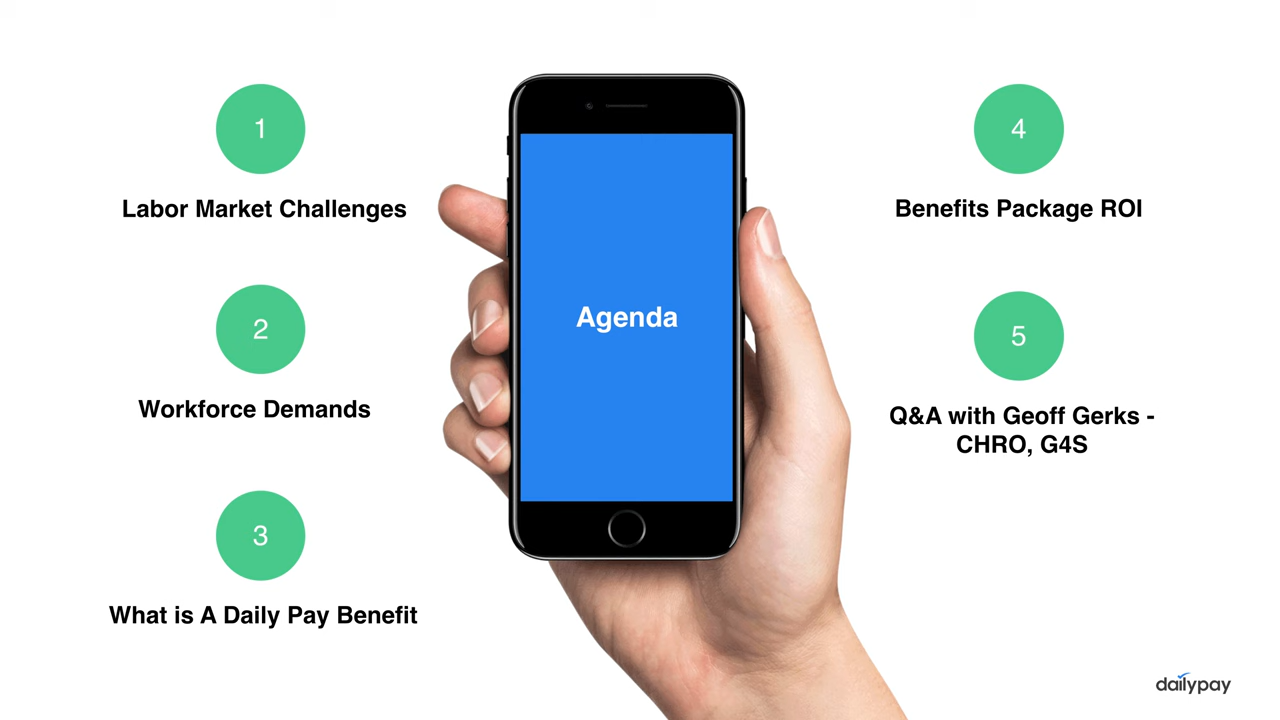 1
Labor Market Challenges
2
Workforce Demands
3
What is A Daily Pay Benefit
Agenda
4
Benefits Package ROI
5
Q&A with Geoff Gerks -
CHRO, G4S
dailypay